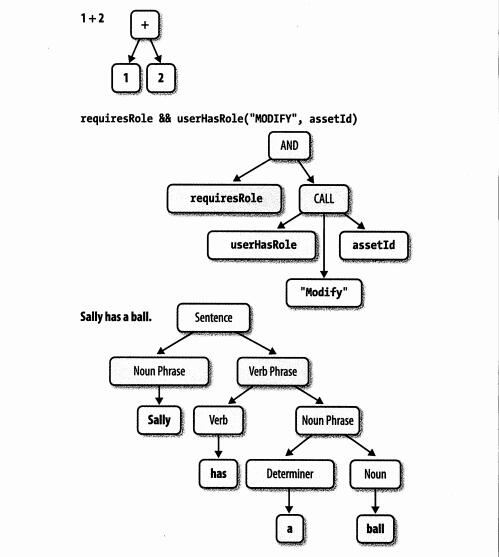 1+2
+
1 2
requiresRole && userHasRole("MODIFY", assetId)
AND
requiresRole CALL
userHasRole assetId
"Modify"
Sally has a ball.
Sentence
Noun Phrase Verb Phrase
Sally Verb Noun Phrase
has Determiner Noun
a ball